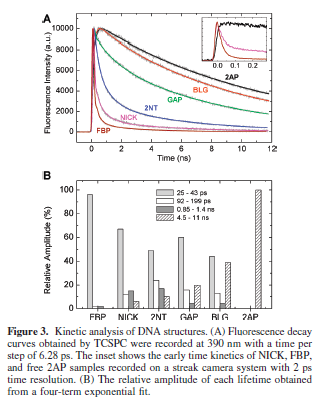 A
10000
8000
6000
4000
2000
0
Fluorescence Intensity (a.u.)
0.0 0.1 0.2
2AP
BLG
GAP
2NT
NICK
FBP
0 2 4 6 8 10 12
Time (ns)
B
100
80
60
40
20
0
Relative Amplitude (%)
25 - 43 ps
92 - 199 ps
0.85 - 1.4 ns
4.5 - 11 ns
FBP NICK 2NT GAP BLG 2AP
Figure 3. Kinetic analysis of DNA structures. (A) Fluorescence decay
curves obtained by TCSPC were recorded at 390 nm with a time per
step of 6.28 ps. The inset shows the early time kinetics of NICK, FBP,
and free 2AP samples recorded on a streak camera system with 2 ps
time resolution. (B) The relative amplitude of each lifetime obtained
from a four-term exponential fit.